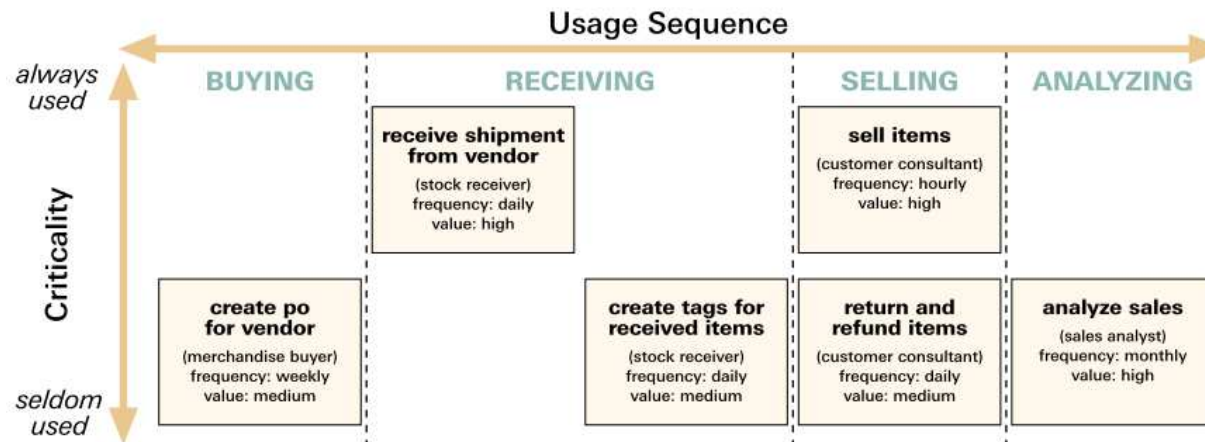 Usage Sequence
always
used
BUYING
RECEIVING
SELLING
ANALYZING
receive shipment
from vendor
(stock receiver)
frequency: daily
value: high
sell items
(customer consultant)
frequency: hourly
value: high
Criticality
create po
for vendor
(merchandise buyer)
frequency: weekly
value: medium
create tags for
received items
(stock receiver)
frequency: daily
value: medium
return and
refund items
(customer consultant)
frequency: daily
value: medium
analyze sales
(sales analyst)
frequency: monthly
value: high
seldom
used